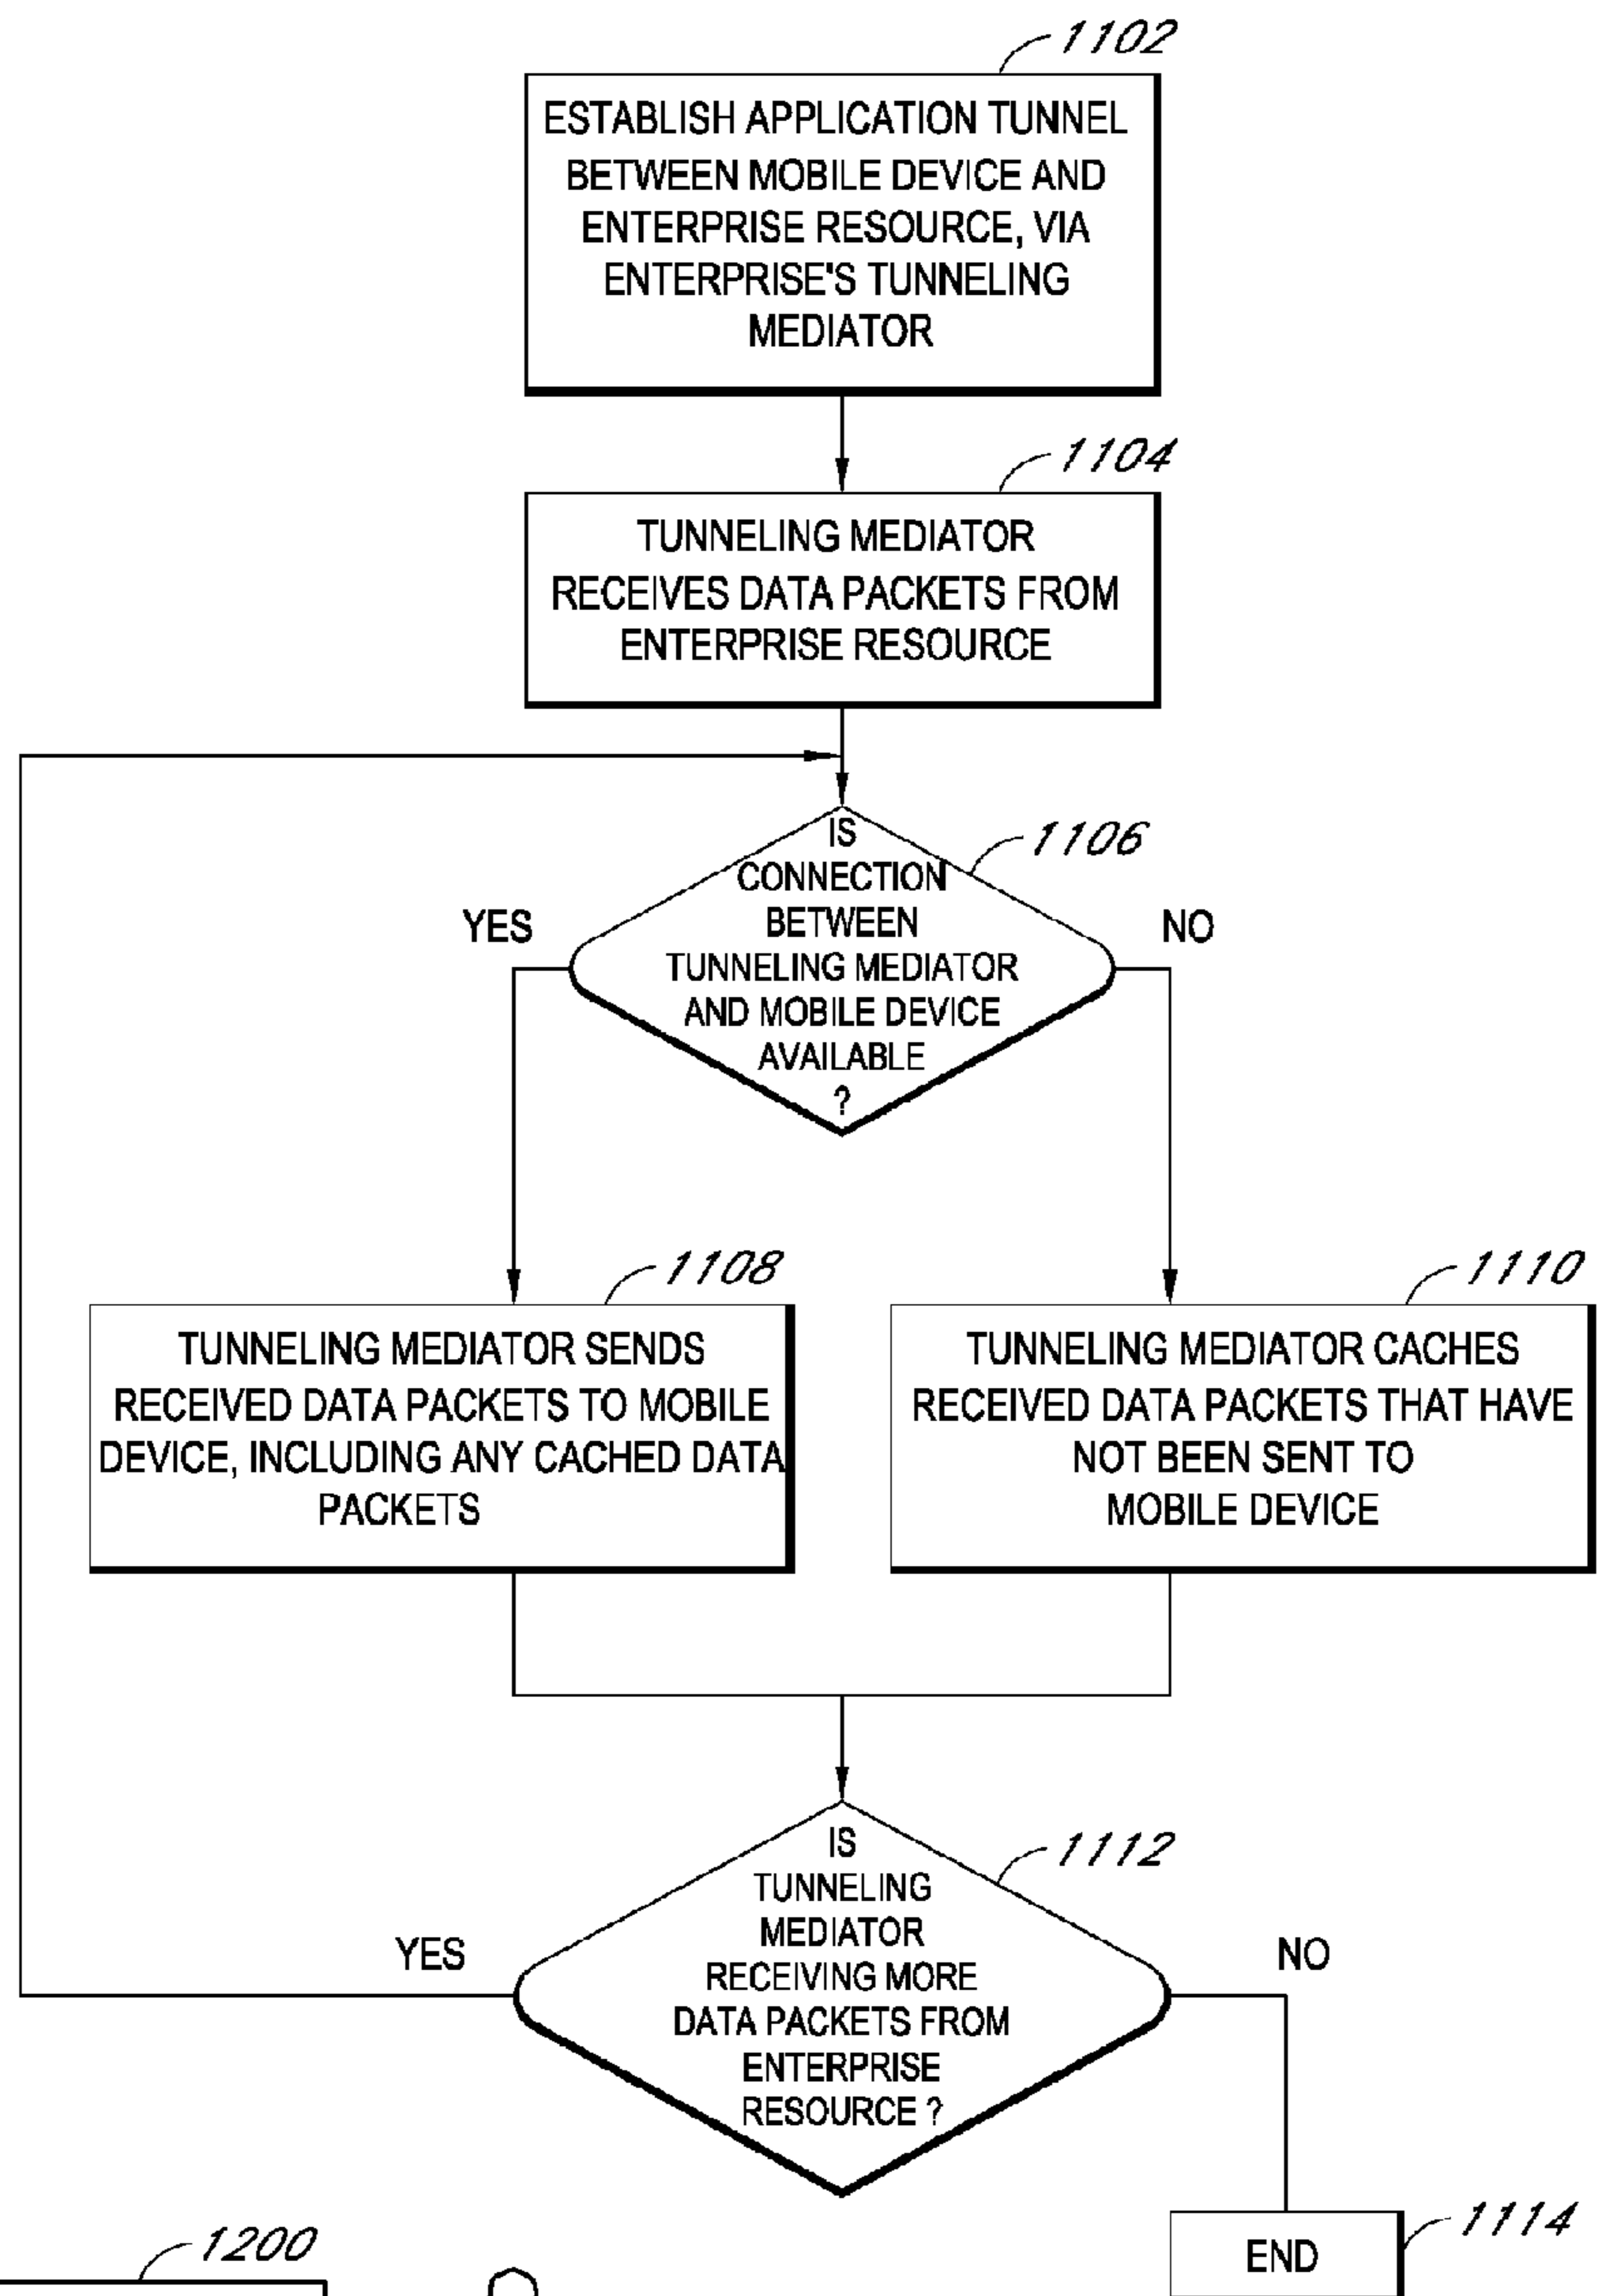 1102
ESTABLISH APPLICATION TUNNEL
BETWEEN MOBILE DEVICE AND
ENTERPRISE RESOURCE, VIA
ENTERPRISE'S TUNNELING
MEDIATOR
1104
TUNNELING MEDIATOR
RECEIVES DATA PACKETS FROM
ENTERPRISE RESOURCE
1106
IS
CONNECTION
BETWEEN
TUNNELING MEDIATOR
AND MOBILE DEVICE
AVAILABLE
?
YES
NO
1108
TUNNELING MEDIATOR SENDS
RECEIVED DATA PACKETS TO MOBILE
DEVICE, INCLUDING ANY CACHED DATA
PACKETS
1110
TUNNELING MEDIATOR CACHES
RECEIVED DATA PACKETS THAT HAVE
NOT BEEN SENT TO
MOBILE DEVICE
1112
IS
TUNNELING
MEDIATOR
RECEIVING MORE
DATA PACKETS FROM
ENTERPRISE
RESOURCE ?
YES
NO
1114
END
1200